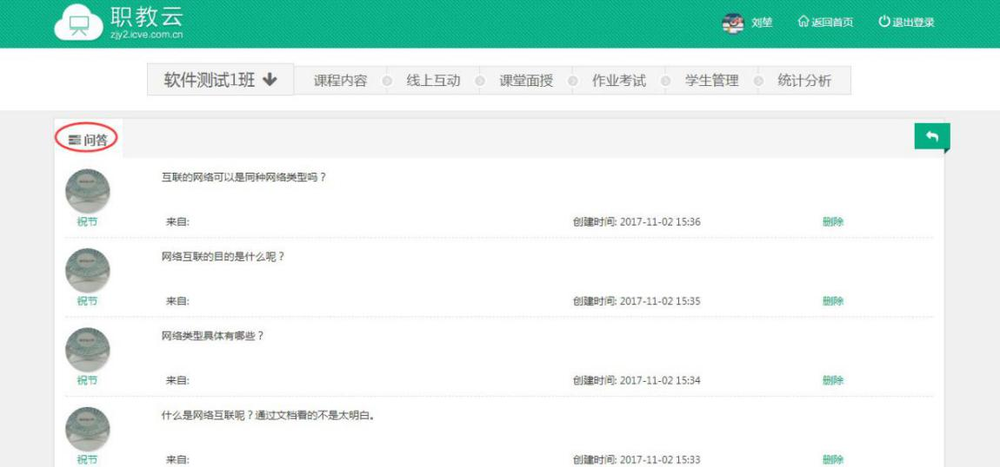 职教云
zjy2.icve.com.cn
刘堃 返回首页 退出登录
软件测试1班 课程内容 线上互动 课堂面授 作业考试 学生管理 统计分析
问答
互联的网络可以是同种网络类型吗？
祝节 来自: 创建时间: 2017-11-02 15:36 删除
网络互联的目的是什么呢？
祝节 来自: 创建时间: 2017-11-02 15:35 删除
网络类型具体有哪些？
祝节 来自: 创建时间: 2017-11-02 15:34 删除
什么是网络互联呢？通过文档看的不是太明白。
祝节 来自: 创建时间: 2017-11-02 15:33 删除